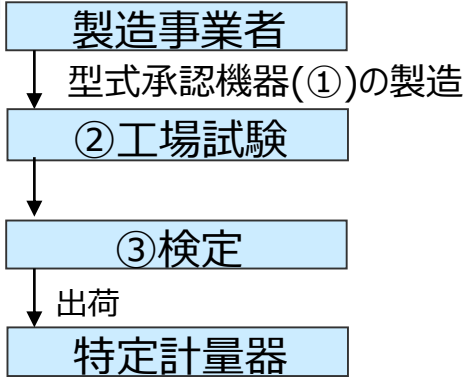 製造事業者
型式承認機器(①)の製造
②工場試験
③検定
出荷
特定計量器